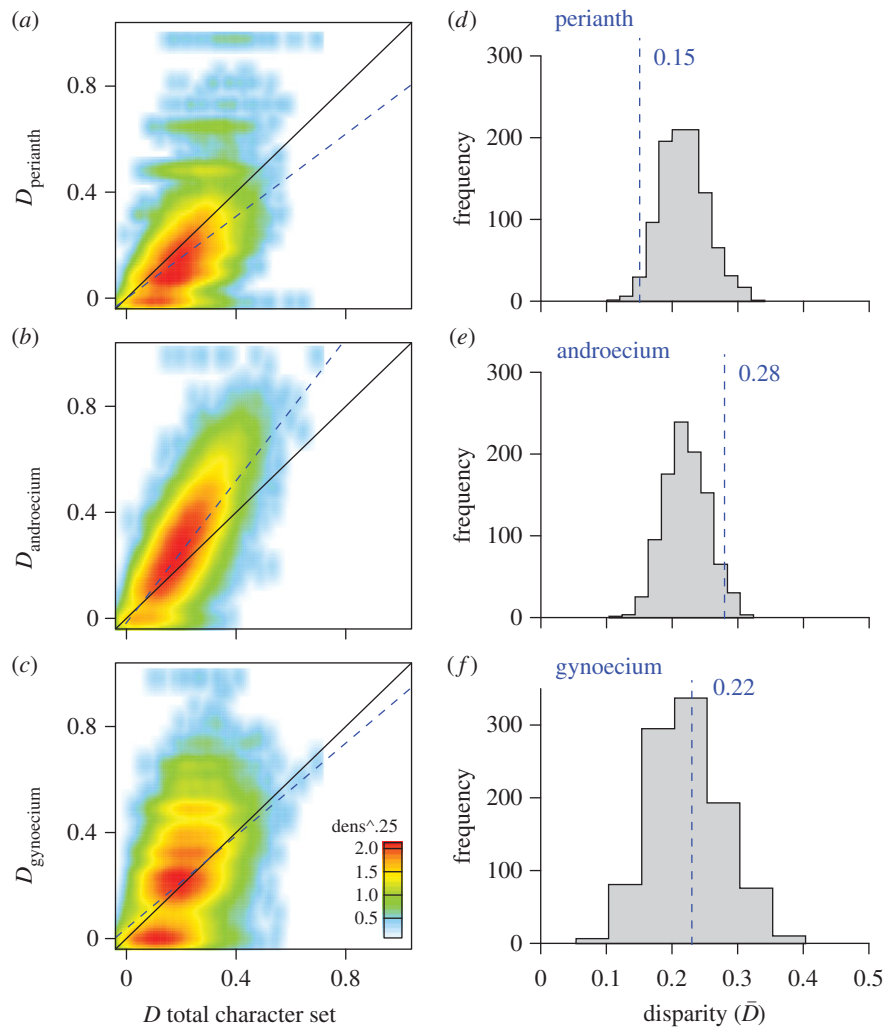 (a)
0.8
0.4
0
D perianth
(d)
perianth
0.15
300
200
100
0
frequency
(b)
0.8
0.4
0
D androecium
(e)
androecium
0.28
300
200
100
0
frequency
(c)
0.8
0.4
0
D gynoecium
dens^.25
2.0
1.5
1.0
0.5
0 0.4 0.8
D total character set
(f)
gynoecium
0.22
300
200
100
0
frequency
0 0.1 0.2 0.3 0.4 0.5
disparity (D̄)